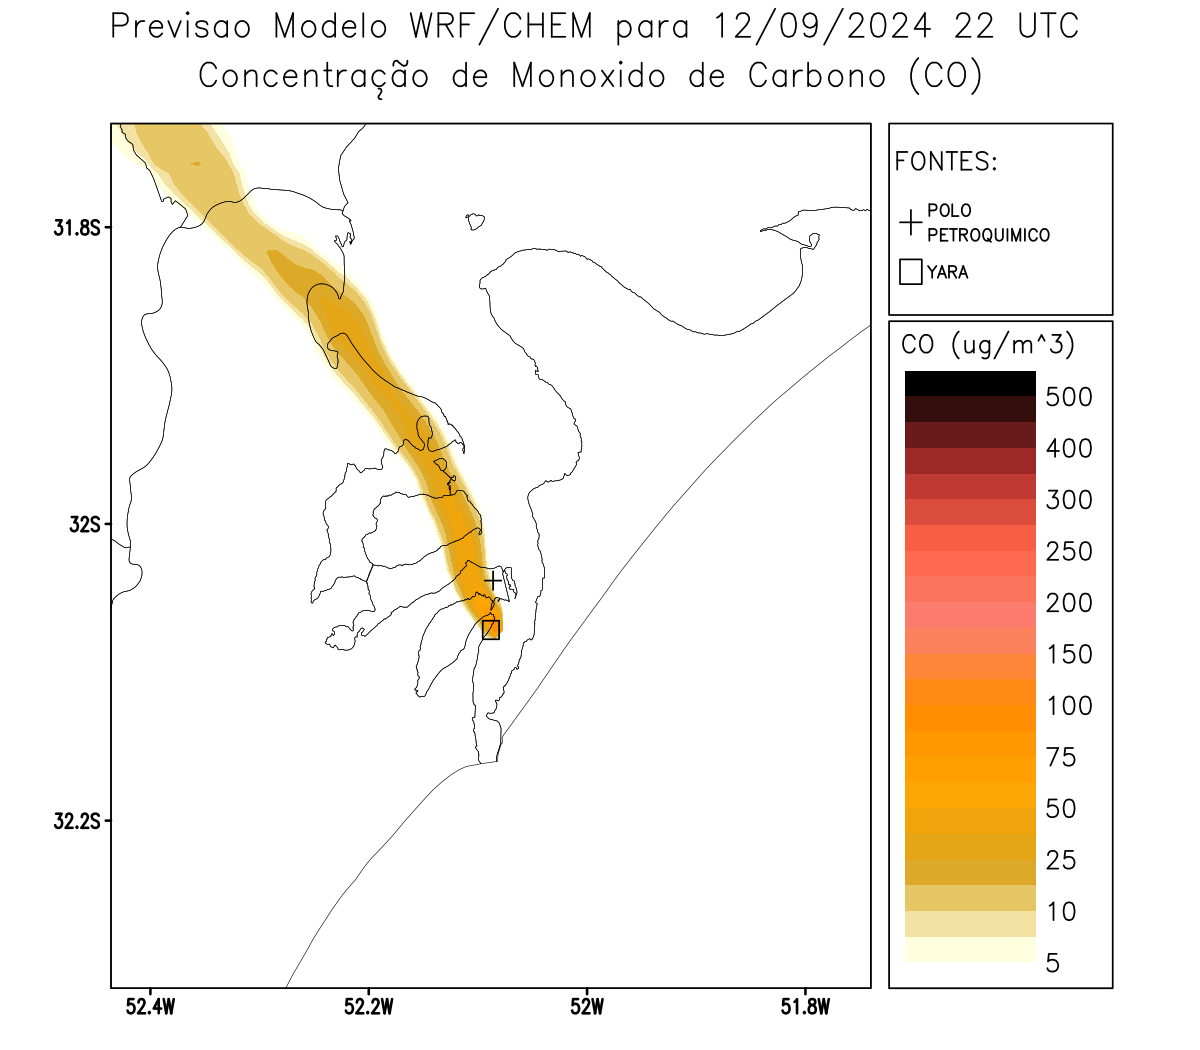 Previsao Modelo WRF/CHEM para 12/09/2024 22 UTC
Concentração de Monoxido de Carbono (CO)
FONTES:
POLO
PETROQUIMICO
YARA
CO (ug/m^3)
500
400
300
250
200
150
100
75
50
25
10
5
31.8S
32S
32.2S
52.4W
52.2W
52W
51.8W